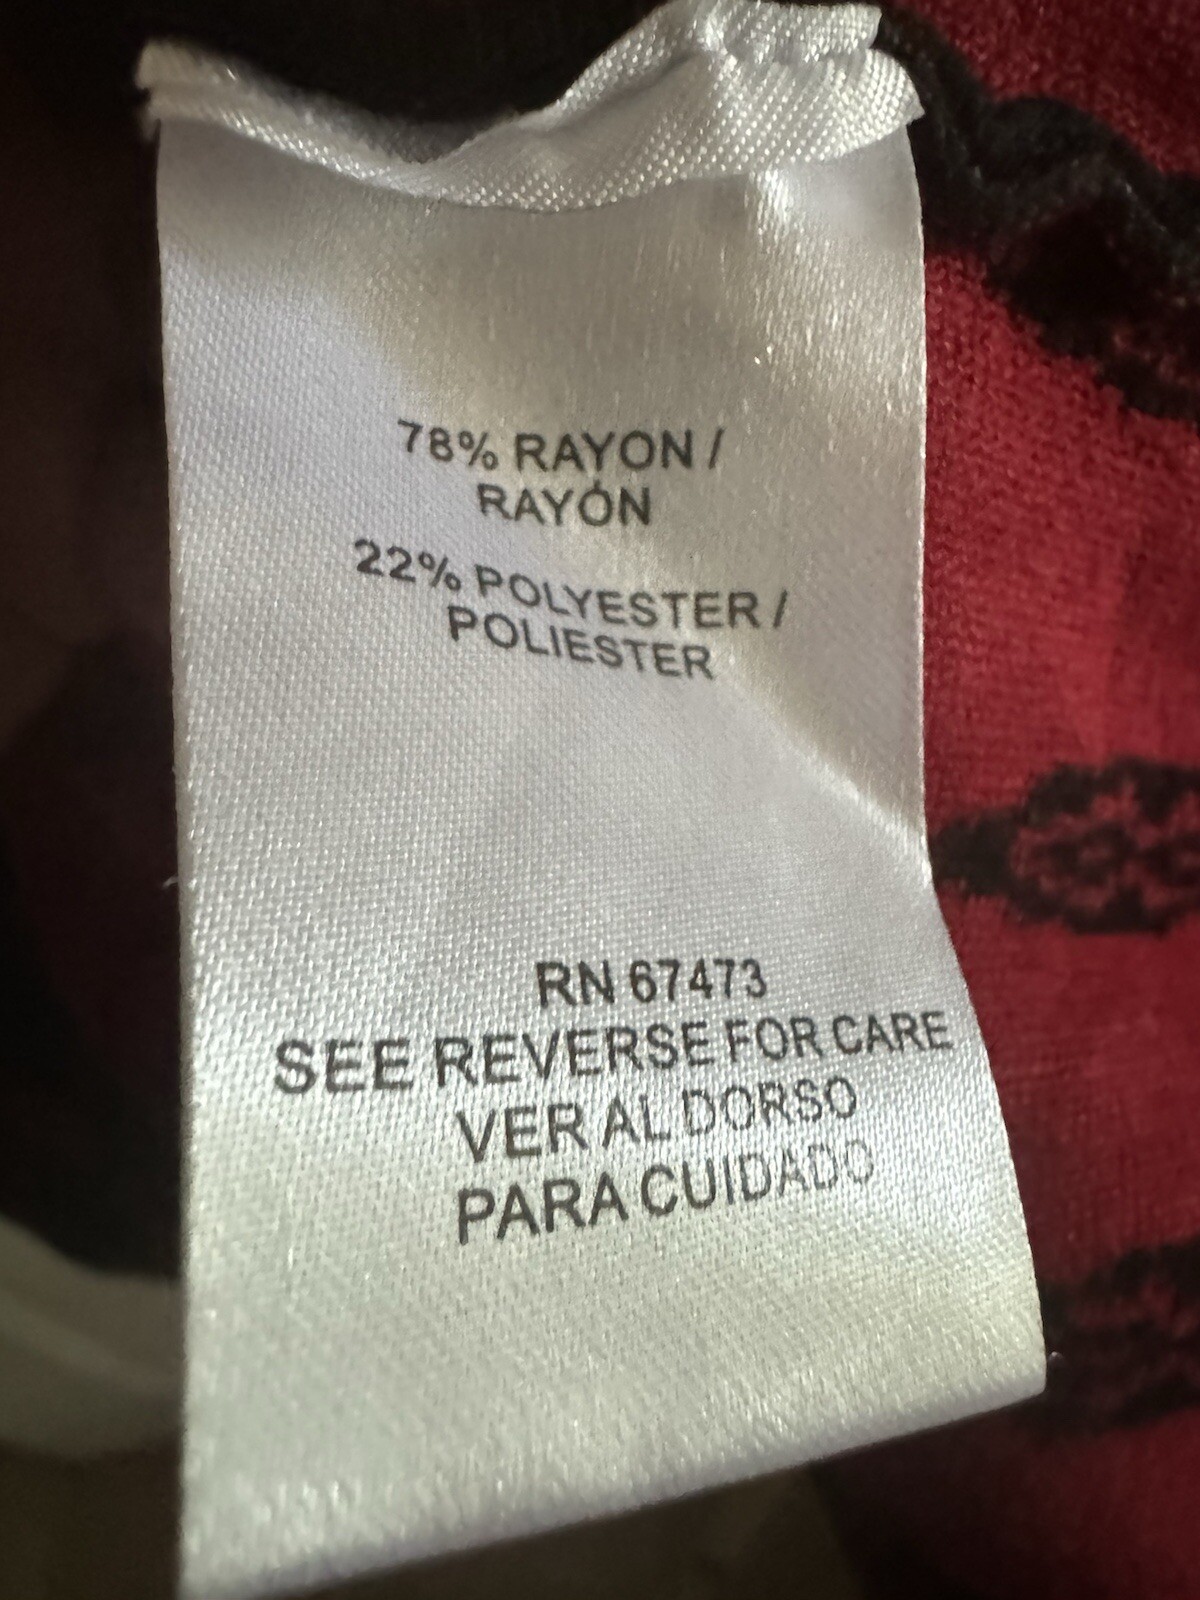 78% RAYON /
RAYÓN
22% POLYESTER /
POLIESTER
RN 67473
SEE REVERSE FOR CARE
VER AL DORSO
PARA CUIDADO